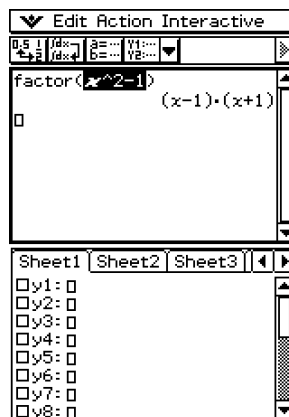 Edit Action Interactive
factor(x^2-1)
(x-1)·(x+1)
Sheet1 Sheet2 Sheet3
y1:
y2:
y3:
y4:
y5:
y6:
y7:
y8: